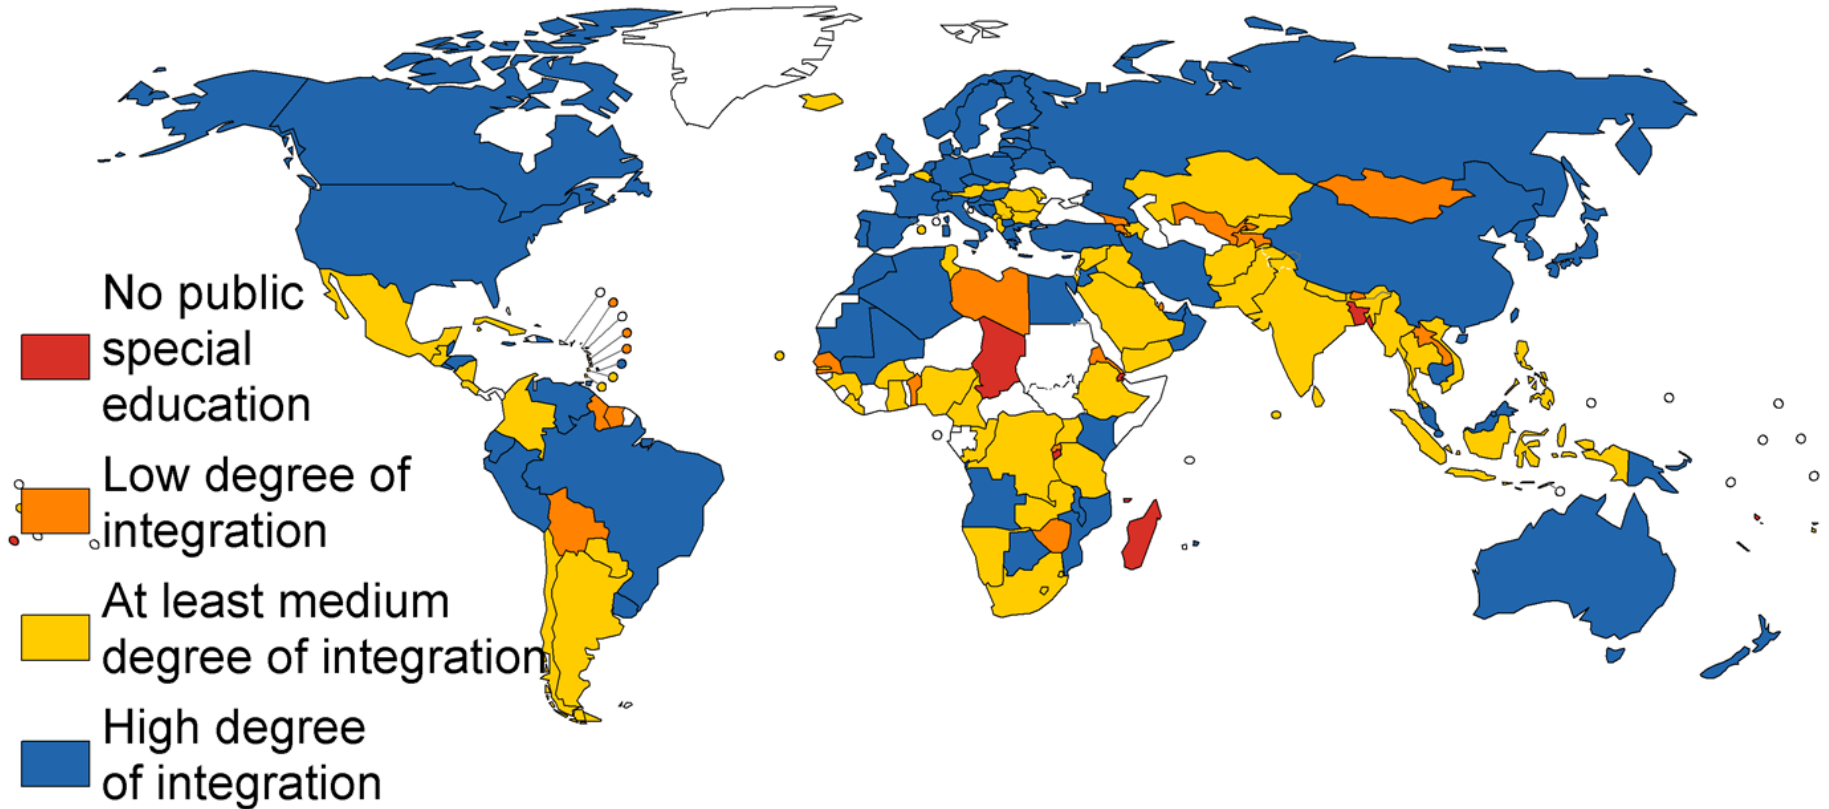 No public
special
education
Low degree of
integration
At least medium
degree of integration
High degree
of integration